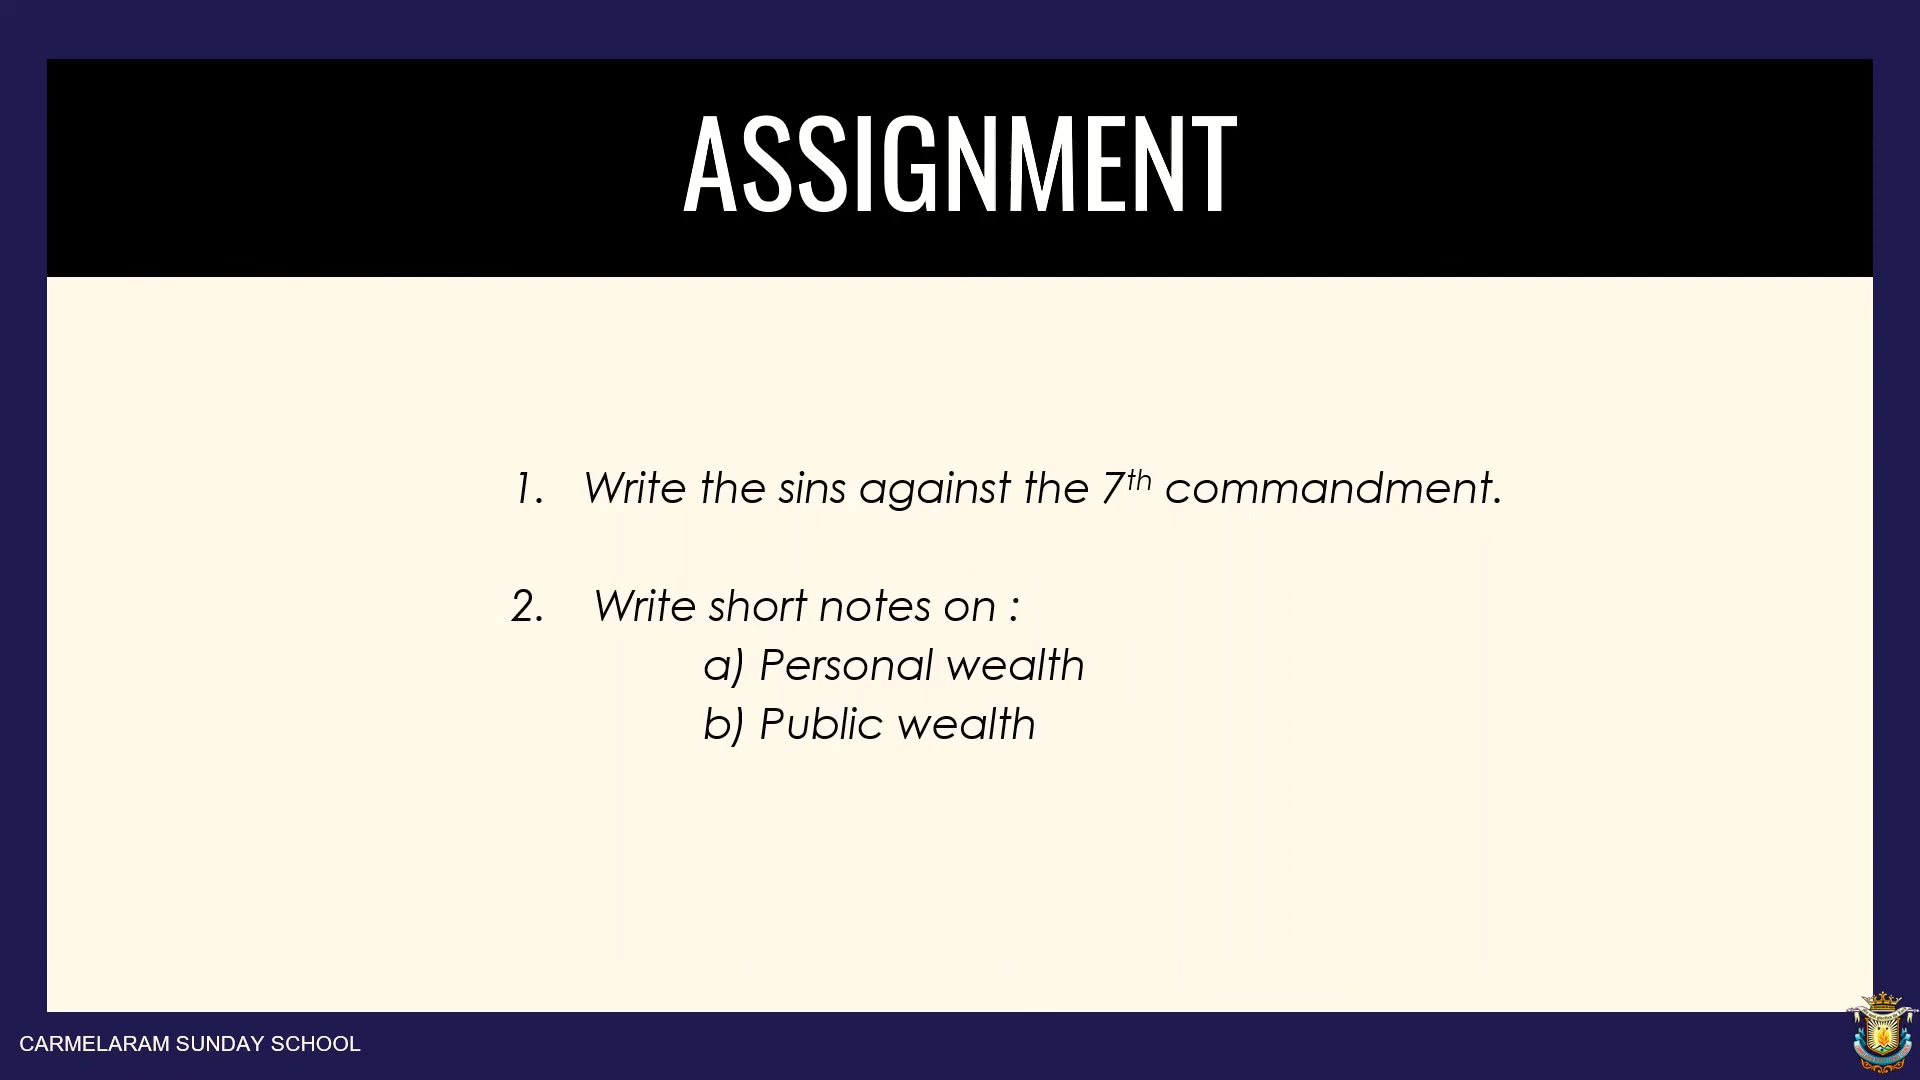 ASSIGNMENT
1. Write the sins against the 7th commandment.
2. Write short notes on :
a) Personal wealth
b) Public wealth
CARMELARAM SUNDAY SCHOOL